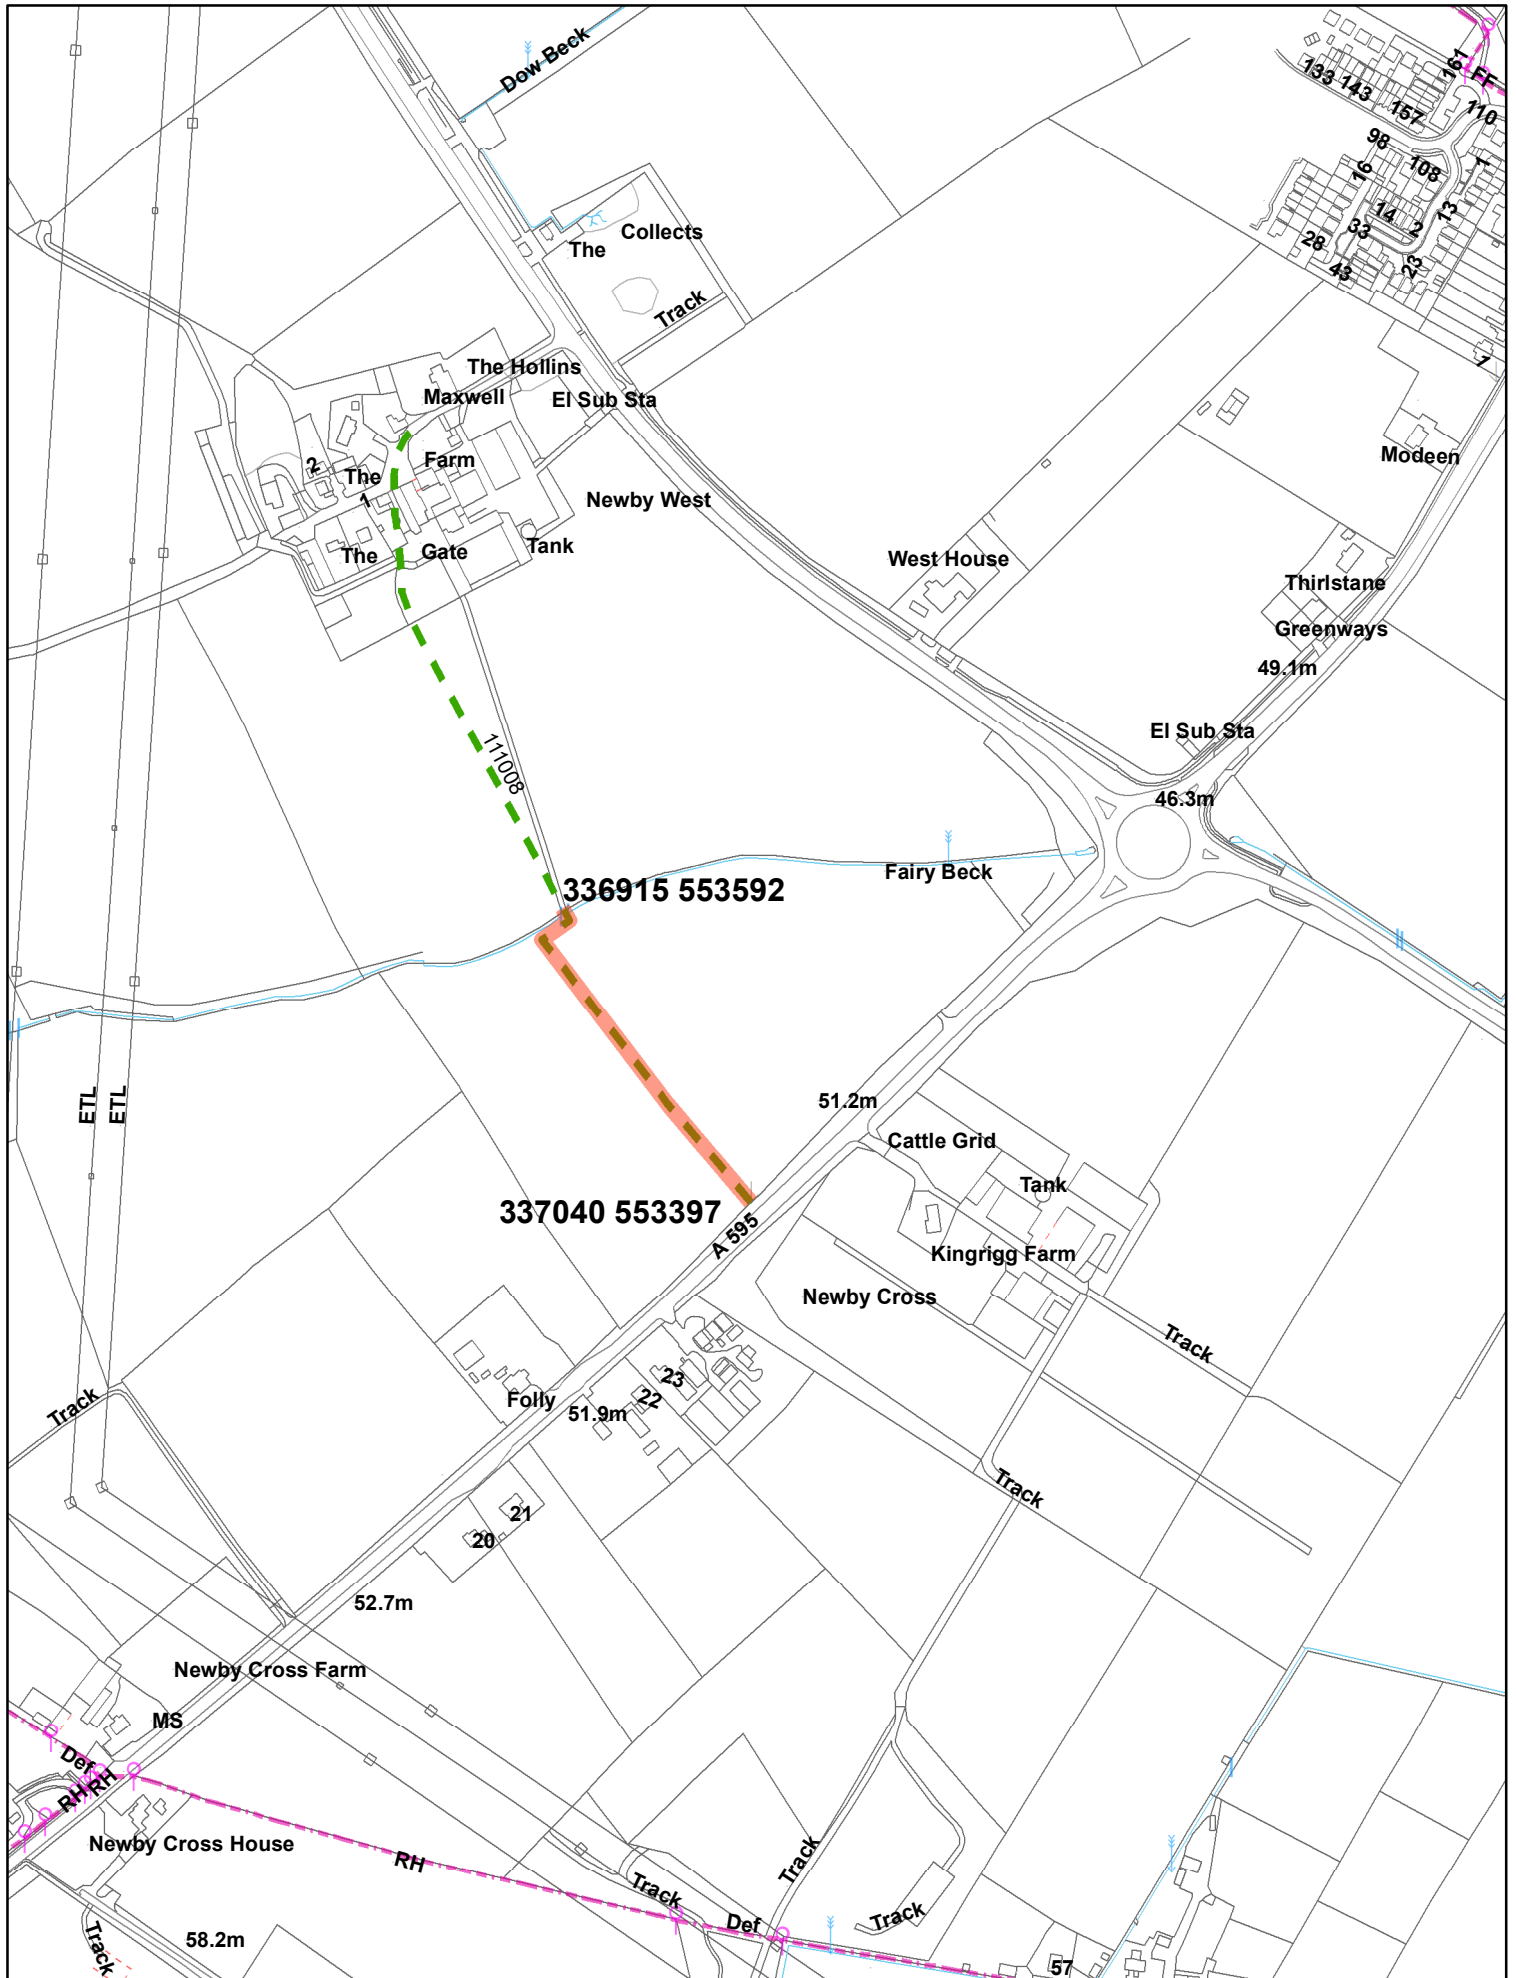 Dow Beck
133
143
157
161
FF
110
98
108
16
1
14
2
13
33
28
43
23
The
Collects
Track
The Hollins
Maxwell
El Sub Sta
1
Farm
2
The
1
Newby West
Modeen
The
Gate
Tank
West House
Thirlstane
Greenways
49.1m
El Sub Sta
111008
46.3m
Fairy Beck
336915 553592
ETL
ETL
51.2m
Cattle Grid
Tank
337040 553397
A 595
Kingrigg Farm
Newby Cross
Track
23
22
Folly
51.9m
Track
Track
21
20
52.7m
Newby Cross Farm
MS
Def
RH
RH
Newby Cross House
RH
Track
Track
Track
Def
Track
58.2m
57